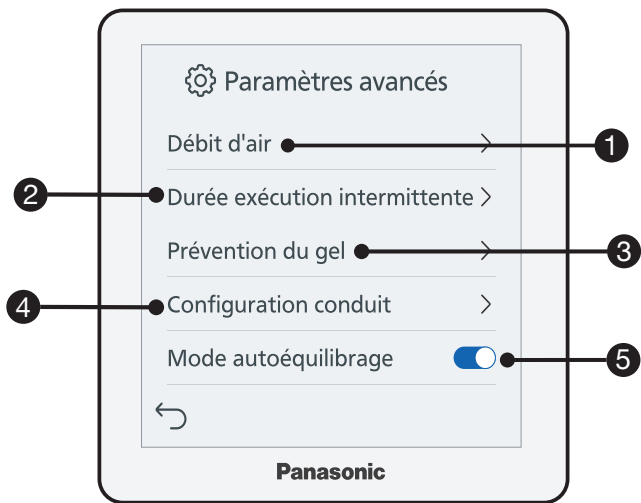 Paramètres avancés
Débit d'air
1
2
Durée exécution intermittente
Prévention du gel
3
4
Configuration conduit
Mode autoéquilibrage
5
Panasonic